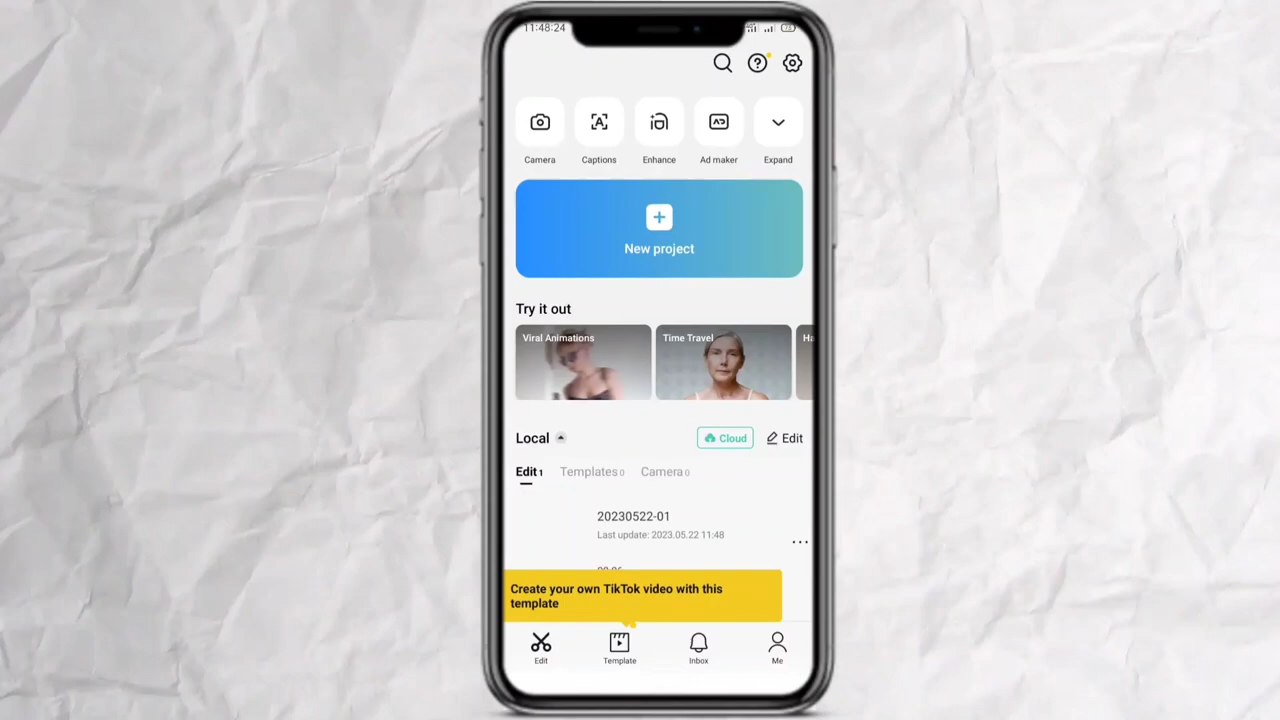 11:48:24
Camera
Captions
Enhance
Ad maker
Expand
New project
Try it out
Viral Animations
Time Travel
Ha
Local
Cloud
Edit
Edit 1
Templates 0
Camera 0
20230522-01
Last update: 2023.05.22 11:48
Create your own TikTok video with this
template
Edit
Template
Inbox
Me